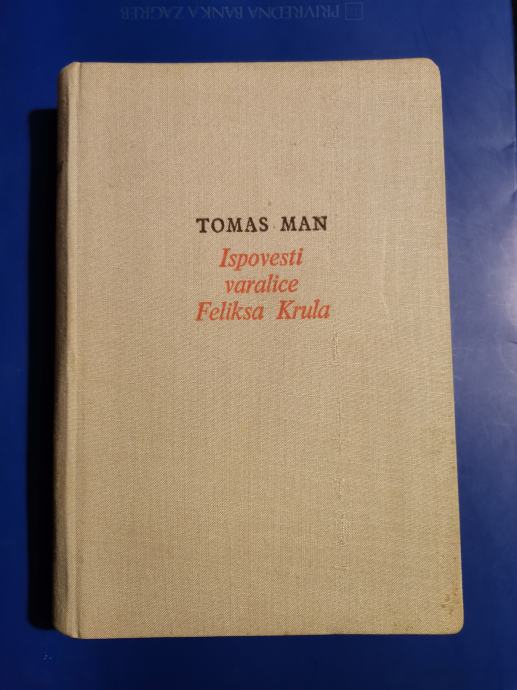 PRIVREDNA BANKA ZAGREB
TOMAS MAN
Ispovesti
varalice
Feliksa Krula